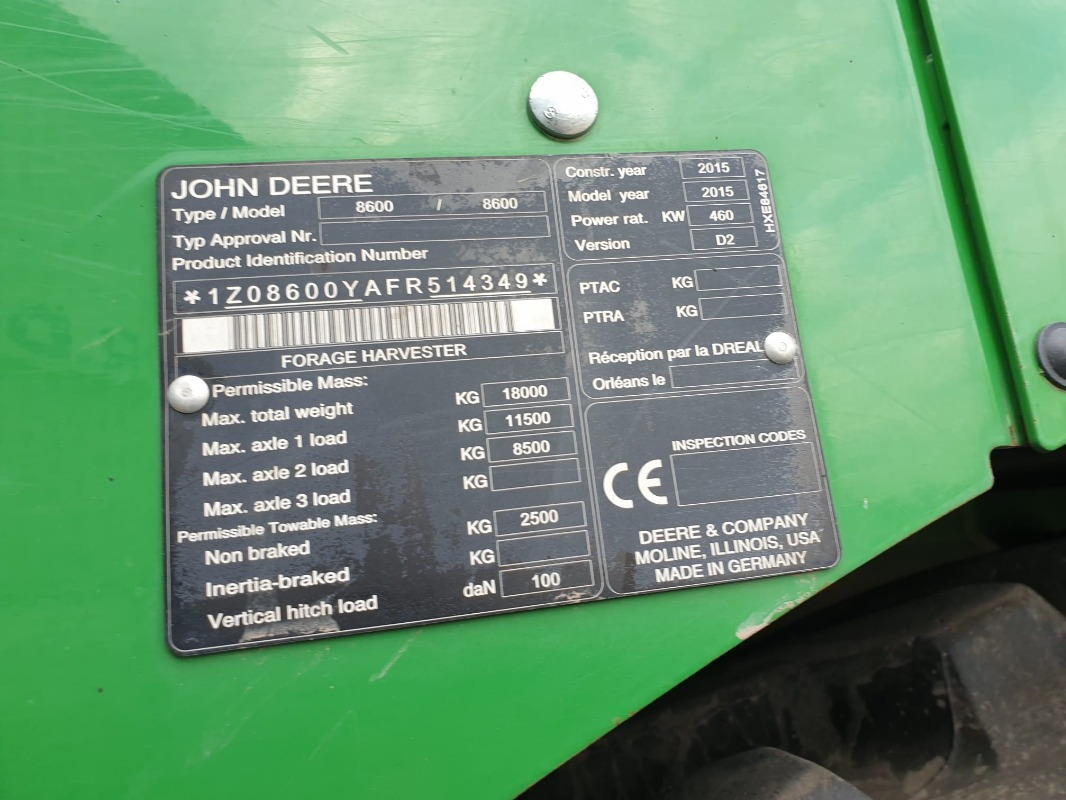 JOHN DEERE
Type / Model 8600 / 8600
Typ Approval Nr.
Product Identification Number
*1Z08600YAFR514349*
FORAGE HARVESTER
Permissible Mass:
Max. total weight KG 18000
Max. axle 1 load KG 11500
Max. axle 2 load KG 8500
Max. axle 3 load KG
Permissible Towable Mass:
Non braked KG 2500
Inertia-braked KG
Vertical hitch load daN 100
Constr. year 2015
Model year 2015
Power rat. KW 460
Version D2
HXE84617
PTAC KG
PTRA KG
Réception par la DREAL
Orléans le
INSPECTION CODES
CE
DEERE & COMPANY
MOLINE, ILLINOIS, USA
MADE IN GERMANY